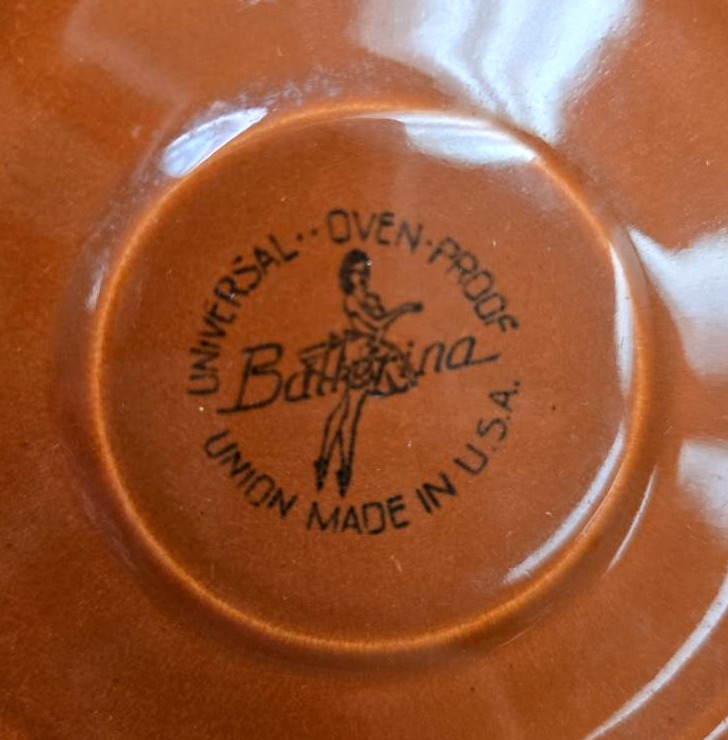 UNIVERSAL · · OVEN · PROOF
Ballerina
UNION MADE IN U.S.A.